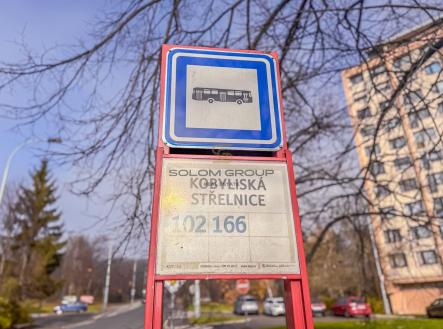 SOLOM GROUP
KOBYLISKÁ
STŘELNICE
102 166